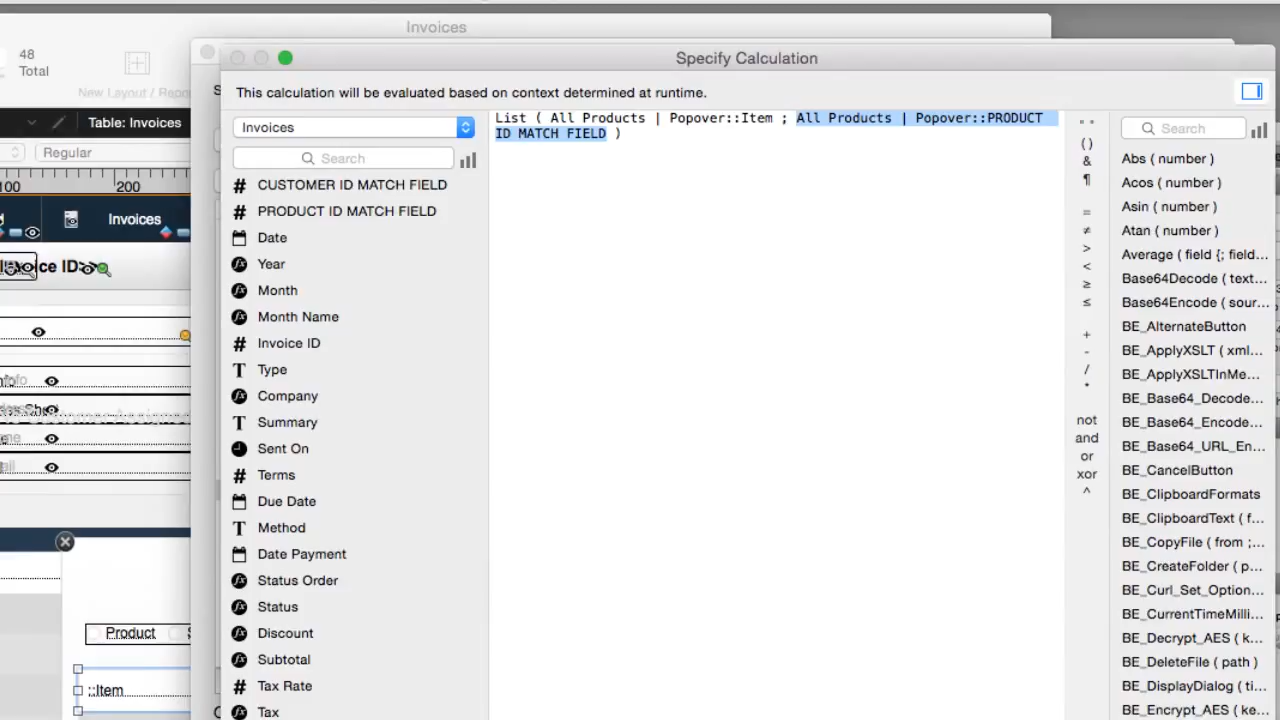 Invoices
48
Total
New Layout / Repo
Specify Calculation
This calculation will be evaluated based on context determined at runtime.
Table: Invoices
Regular
100
200
Invoices
ice ID>>
Product
::Item
Invoices
Search
CUSTOMER ID MATCH FIELD
PRODUCT ID MATCH FIELD
Date
Year
Month
Month Name
Invoice ID
Type
Company
Summary
Sent On
Terms
Due Date
Method
Date Payment
Status Order
Status
Discount
Subtotal
Tax Rate
Tax
List ( All Products | Popover::Item ; All Products | Popover::PRODUCT
ID MATCH FIELD )
" "
( )
&
¶
=
≠
>
<
≥
≤
+
-
/
*
not
and
or
xor
^
Search
Abs ( number )
Acos ( number )
Asin ( number )
Atan ( number )
Average ( field {; field...
Base64Decode ( text...
Base64Encode ( sour...
BE_AlternateButton
BE_ApplyXSLT ( xml...
BE_ApplyXSLTInMe...
BE_Base64_Decode...
BE_Base64_Encode...
BE_Base64_URL_En...
BE_CancelButton
BE_ClipboardFormats
BE_ClipboardText ( f...
BE_CopyFile ( from ;...
BE_CreateFolder ( p...
BE_Curl_Set_Option...
BE_CurrentTimeMilli...
BE_Decrypt_AES ( k...
BE_DeleteFile ( path )
BE_DisplayDialog ( ti...
BE_Encrypt_AES ( ke...